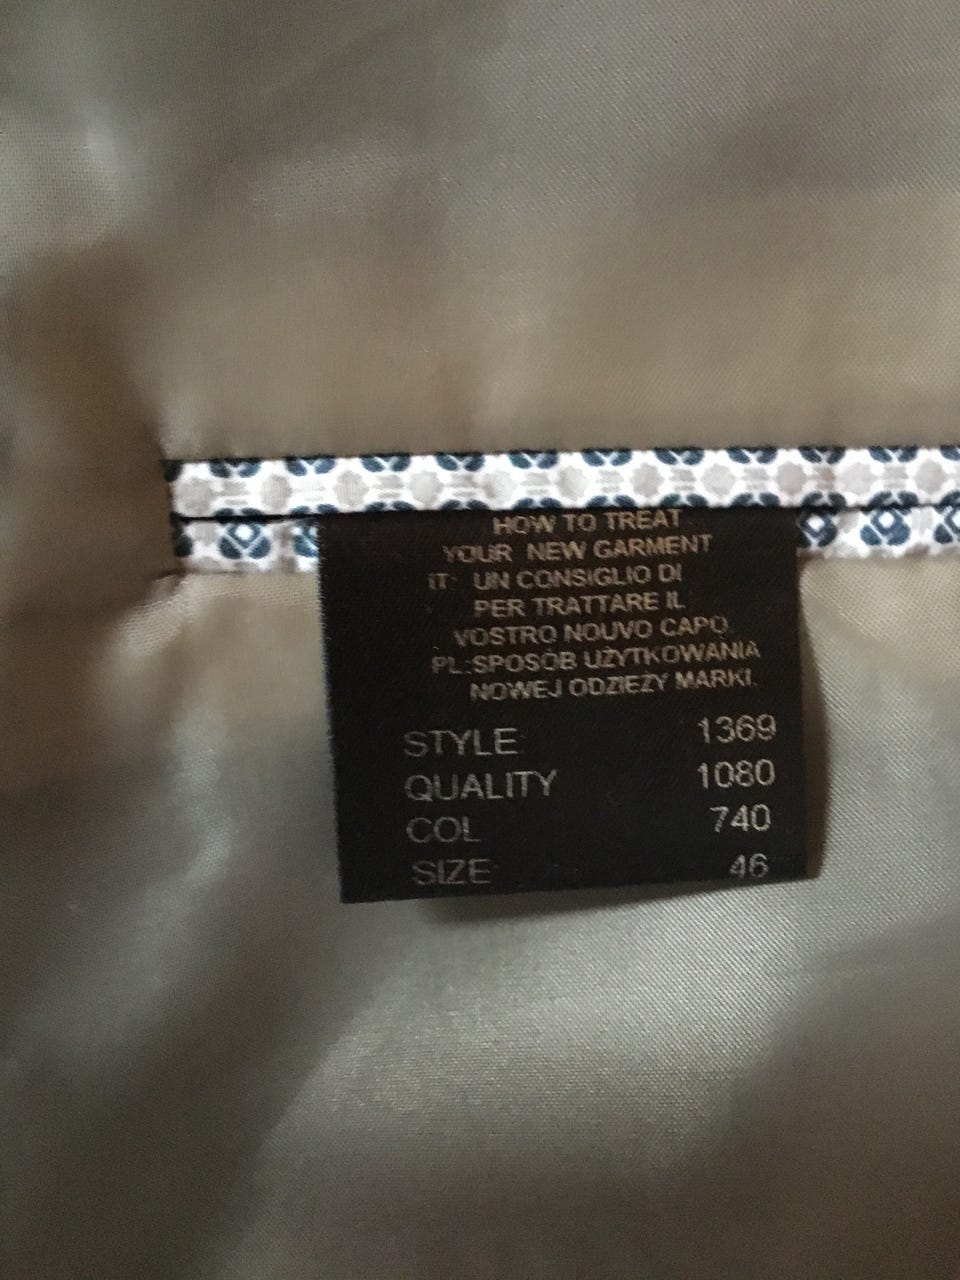 HOW TO TREAT
YOUR NEW GARMENT
IT: UN CONSIGLIO DI
PER TRATTARE IL
VOSTRO NOUVO CAPO.
PL:SPOSÓB UŻYTKOWANIA
NOWEJ ODZIEŻY MARKI.
STYLE: 1369
QUALITY 1080
COL 740
SIZE: 46